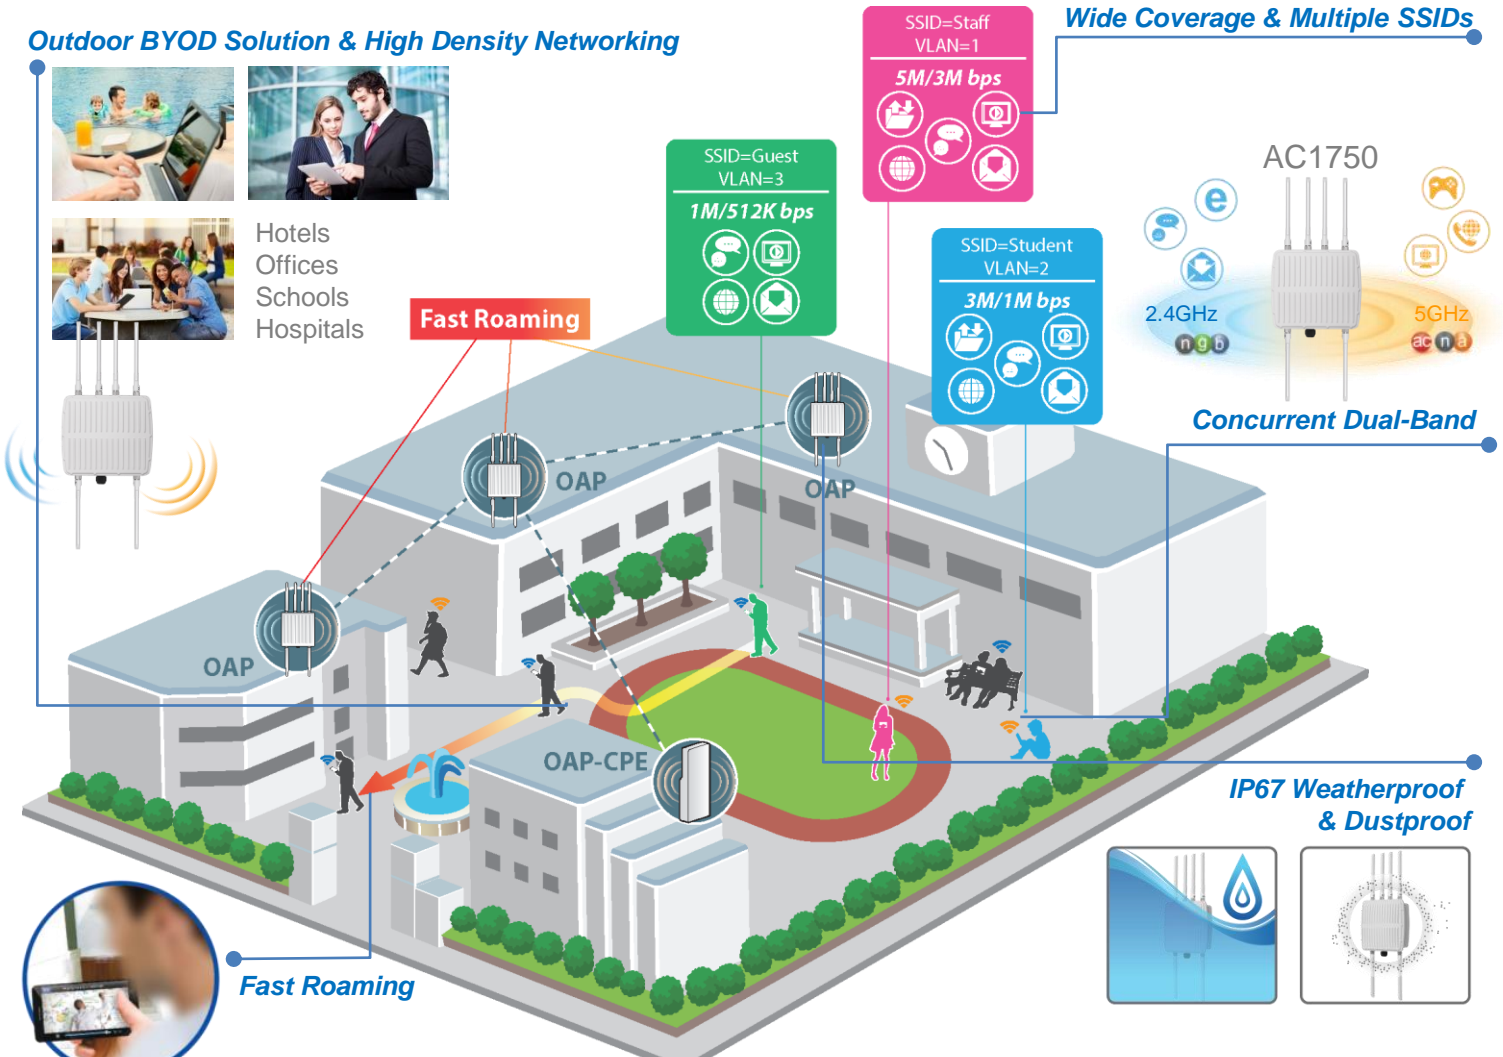 Outdoor BYOD Solution & High Density Networking
Wide Coverage & Multiple SSIDs
SSID=Staff
VLAN=1
5M/3M bps
SSID=Guest
VLAN=3
1M/512K bps
SSID=Student
VLAN=2
3M/1M bps
AC1750
e
2.4GHz
n g b
5GHz
ac n a
Concurrent Dual-Band
Hotels
Offices
Schools
Hospitals
Fast Roaming
OAP
OAP
OAP
OAP-CPE
IP67 Weatherproof
& Dustproof
Fast Roaming